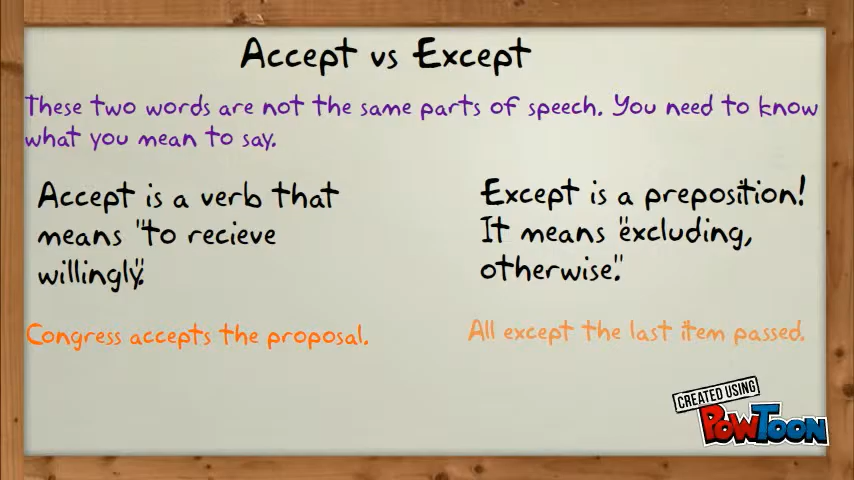 Accept vs Except
These two words are not the same parts of speech. You need to know
what you mean to say.
Accept is a verb that
means "to recieve
willingly".
Except is a preposition!
It means "excluding,
otherwise."
Congress accepts the proposal.
All except the last item passed.
CREATED USING
POWTOON